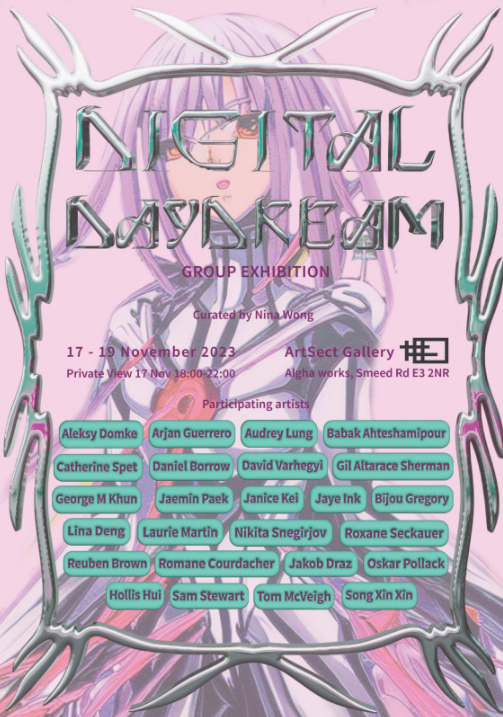 DIGITAL
DAYDREAM
GROUP EXHIBITION
Curated by Nina Wong
17 - 19 November 2023
Private View 17 Nov 18:00-22:00
ArtSect Gallery
Algha works, Smeed Rd E3 2NR
Participating artists
Aleksy Domke Arjan Guerrero Audrey Lung Babak Ahteshamipour
Catherine Spet Daniel Borrow David Varhegyi Gil Altarace Sherman
George M Khun Jaemin Paek Janice Kei Jaye Ink Bijou Gregory
Lina Deng Laurie Martin Nikita Snegirjov Roxane Seckauer
Reuben Brown Romane Courdacher Jakob Draz Oskar Pollack
Hollis Hui Sam Stewart Tom McVeigh Song Xin Xin